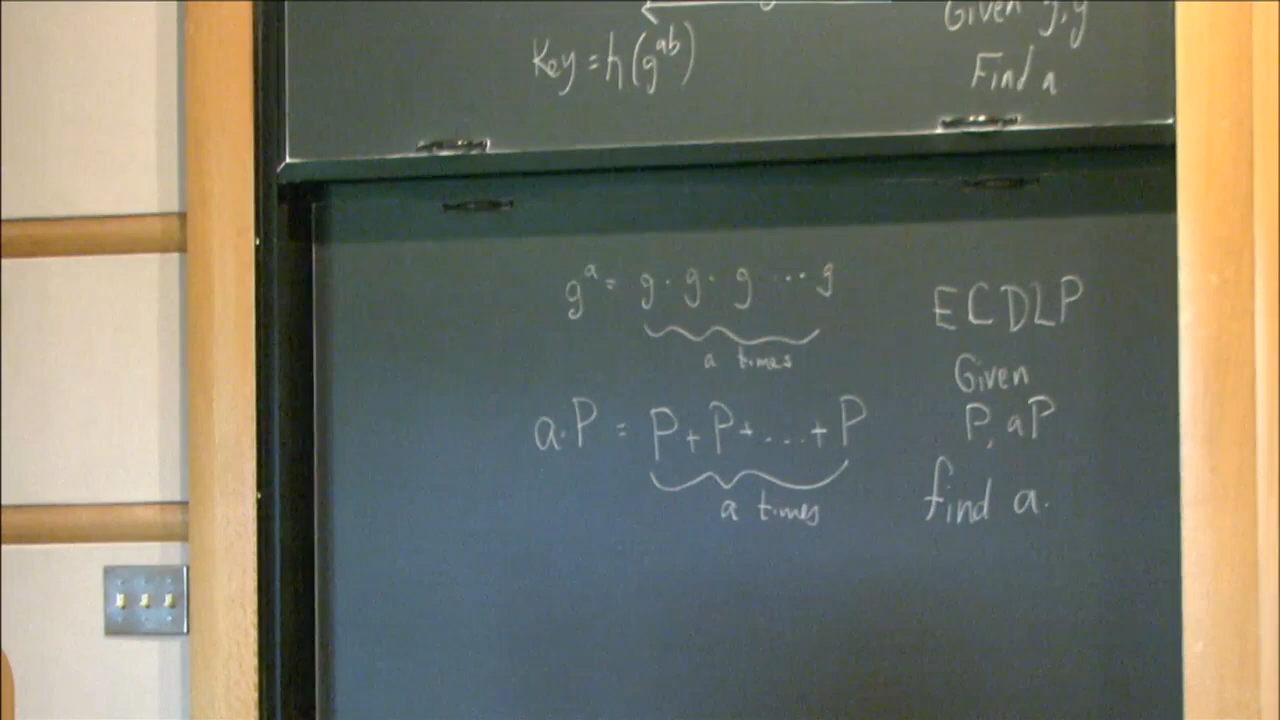 Key = h(g^ab)
Given g,
Find a
g^a = g · g · g ... g
a times
a·P = P + P + ... + P
a times
ECDLP
Given
P, aP
find a.